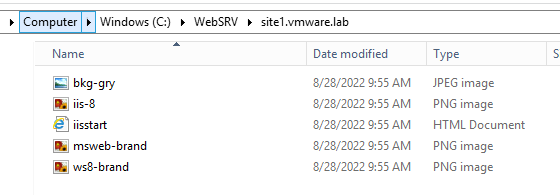 Computer Windows (C:) WebSRV site1.vmware.lab
Name Date modified Type S
bkg-gry 8/28/2022 9:55 AM JPEG image
iis-8 8/28/2022 9:55 AM PNG image
iisstart 8/28/2022 9:55 AM HTML Document
msweb-brand 8/28/2022 9:55 AM PNG image
ws8-brand 8/28/2022 9:55 AM PNG image